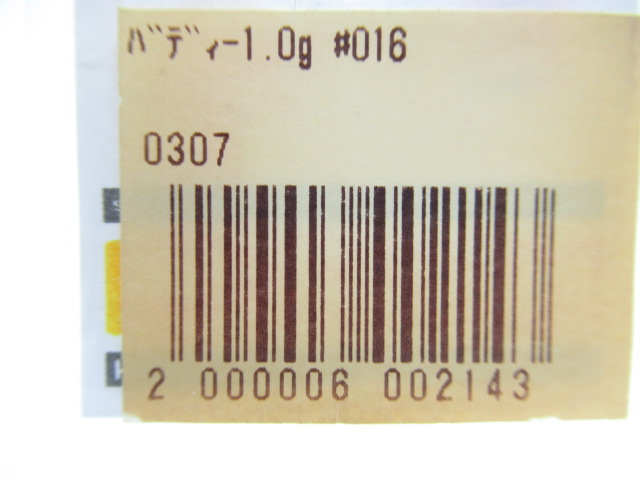 ﾊﾞﾃﾞｨｰ1.0g #016
0307
2 000006 002143